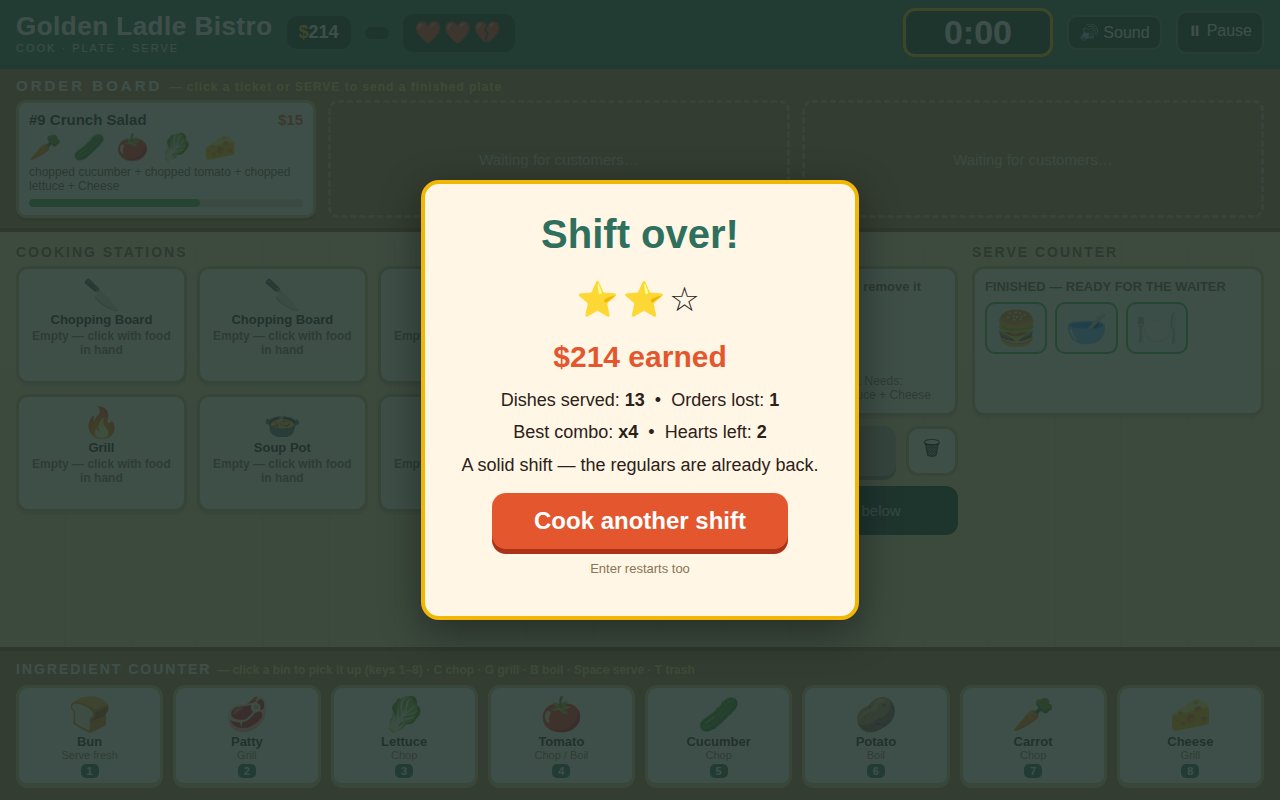 Golden Ladle Bistro
COOK · PLATE · SERVE
$214
0:00
Sound
Pause
ORDER BOARD — click a ticket or SERVE to send a finished plate
#9 Crunch Salad $15
chopped cucumber + chopped tomato + chopped
lettuce + Cheese
Waiting for customers…
Waiting for customers…
Shift over!
$214 earned
Dishes served: 13 • Orders lost: 1
Best combo: x4 • Hearts left: 2
A solid shift — the regulars are already back.
Cook another shift
Enter restarts too
COOKING STATIONS
Chopping Board
Empty — click with food
in hand
Chopping Board
Empty — click with food
in hand
Grill
Empty — click with food
in hand
Soup Pot
Empty — click with food
in hand
remove it
Needs:
+ Cheese
below
SERVE COUNTER
FINISHED — READY FOR THE WAITER
INGREDIENT COUNTER — click a bin to pick it up (keys 1–8) · C chop · G grill · B boil · Space serve · T trash
Bun
Serve fresh
1
Patty
Grill
2
Lettuce
Chop
3
Tomato
Chop / Boil
4
Cucumber
Chop
5
Potato
Boil
6
Carrot
Chop
7
Cheese
Grill
8